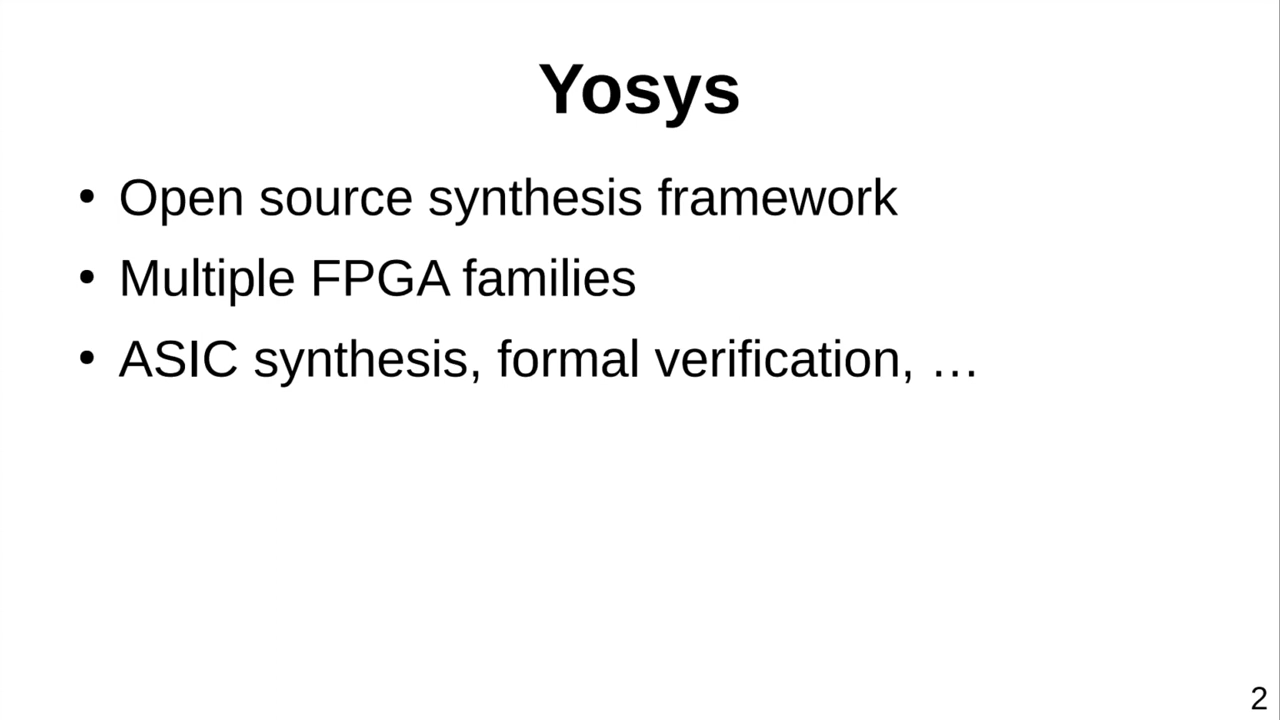 Yosys
• Open source synthesis framework
• Multiple FPGA families
• ASIC synthesis, formal verification, …
2